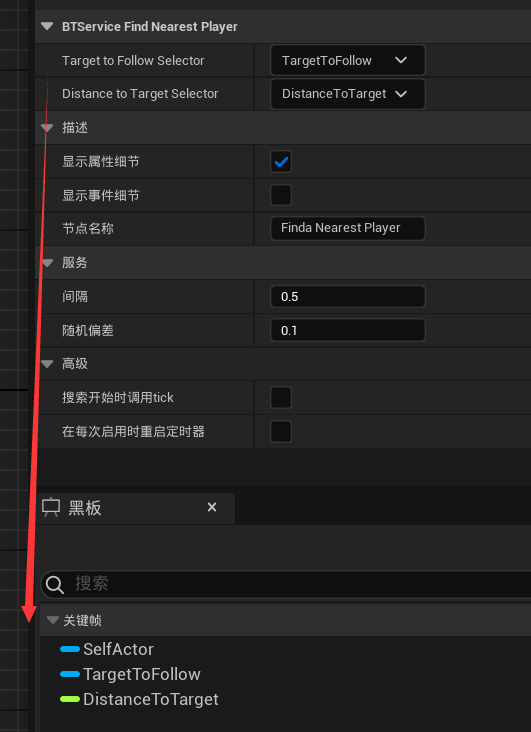 BTService Find Nearest Player
Target to Follow Selector TargetToFollow
Distance to Target Selector DistanceToTarget
描述
显示属性细节
显示事件细节
节点名称 Finda Nearest Player
服务
间隔 0.5
随机偏差 0.1
高级
搜索开始时调用tick
在每次启用时重启定时器
黑板
搜索
关键帧
SelfActor
TargetToFollow
DistanceToTarget